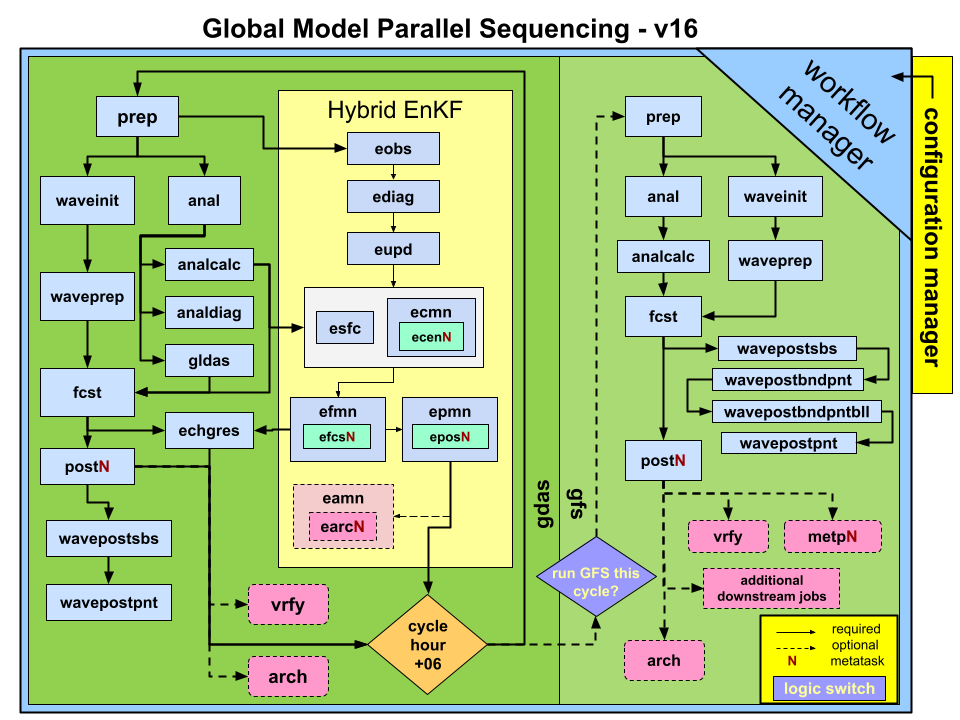 Global Model Parallel Sequencing - v16
workflow
manager
configuration manager
Hybrid EnKF
prep
waveinit
anal
analcalc
waveprep
analdiag
gldas
fcst
echgres
postN
wavepostsbs
wavepostpnt
vrfy
arch
eobs
ediag
eupd
esfc
ecmn
ecenN
efmn
efcsN
epmn
eposN
eamn
earcN
cycle
hour
+06
gdas
gfs
run GFS this
cycle?
prep
anal
waveinit
analcalc
waveprep
fcst
wavepostsbs
wavepostbndpnt
wavepostbndpntbll
wavepostpnt
postN
vrfy
metpN
additional
downstream jobs
arch
required
optional
N metatask
logic switch